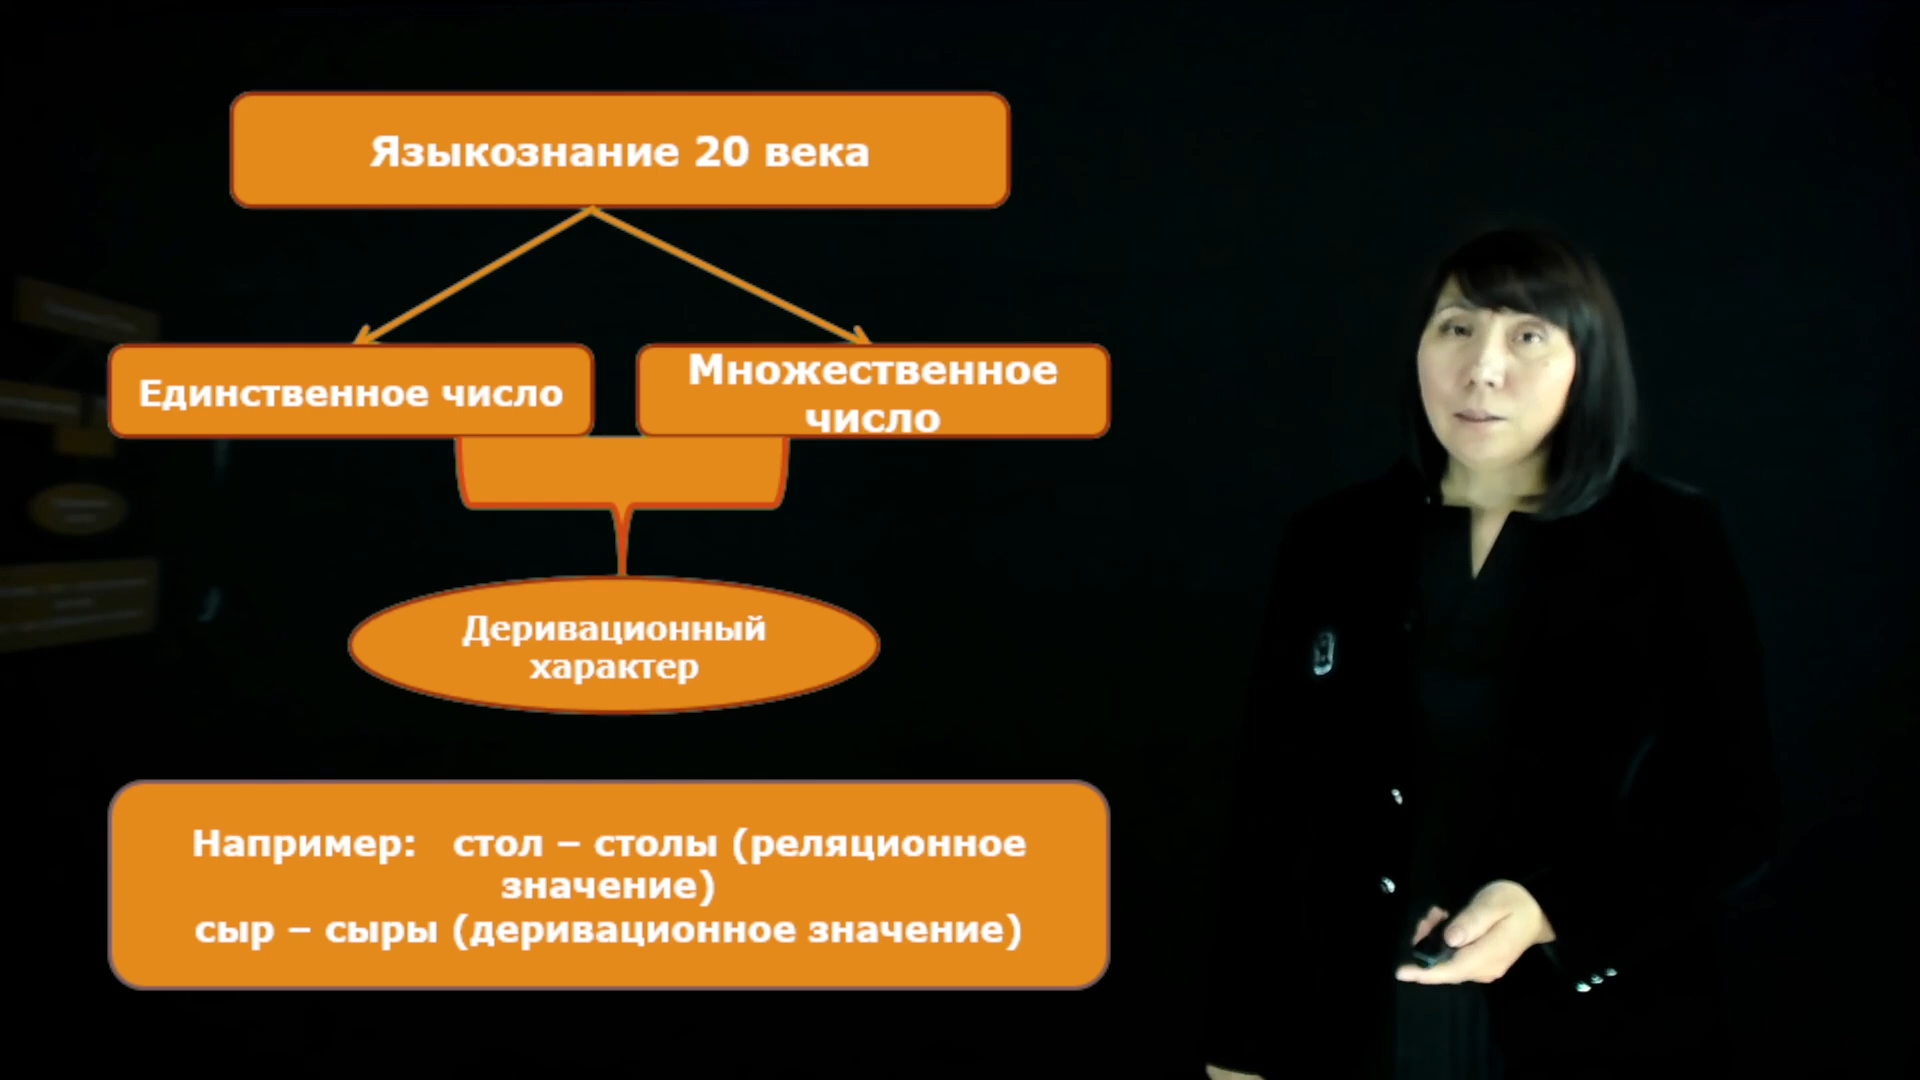 Языкознание 20 века
Единственное число
Множественное
число
Деривационный
характер
Например: стол – столы (реляционное
значение)
сыр – сыры (деривационное значение)